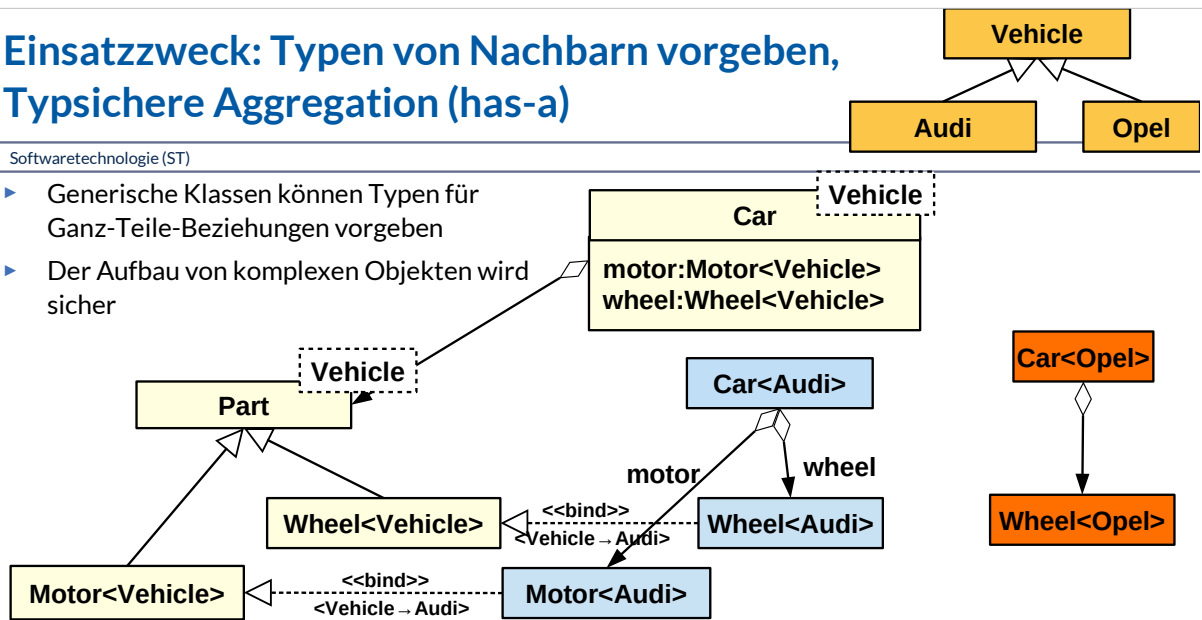 Einsatzzweck: Typen von Nachbarn vorgeben,
Typsichere Aggregation (has-a)
Vehicle
Audi
Opel
Softwaretechnologie (ST)
► Generische Klassen können Typen für
Ganz-Teile-Beziehungen vorgeben
► Der Aufbau von komplexen Objekten wird
sicher
Vehicle
Car
motor:Motor<Vehicle>
wheel:Wheel<Vehicle>
Vehicle
Part
Car<Audi>
Car<Opel>
motor
wheel
Wheel<Vehicle>
<<bind>>
<Vehicle→Audi>
Wheel<Audi>
Wheel<Opel>
Motor<Vehicle>
<<bind>>
<Vehicle→Audi>
Motor<Audi>